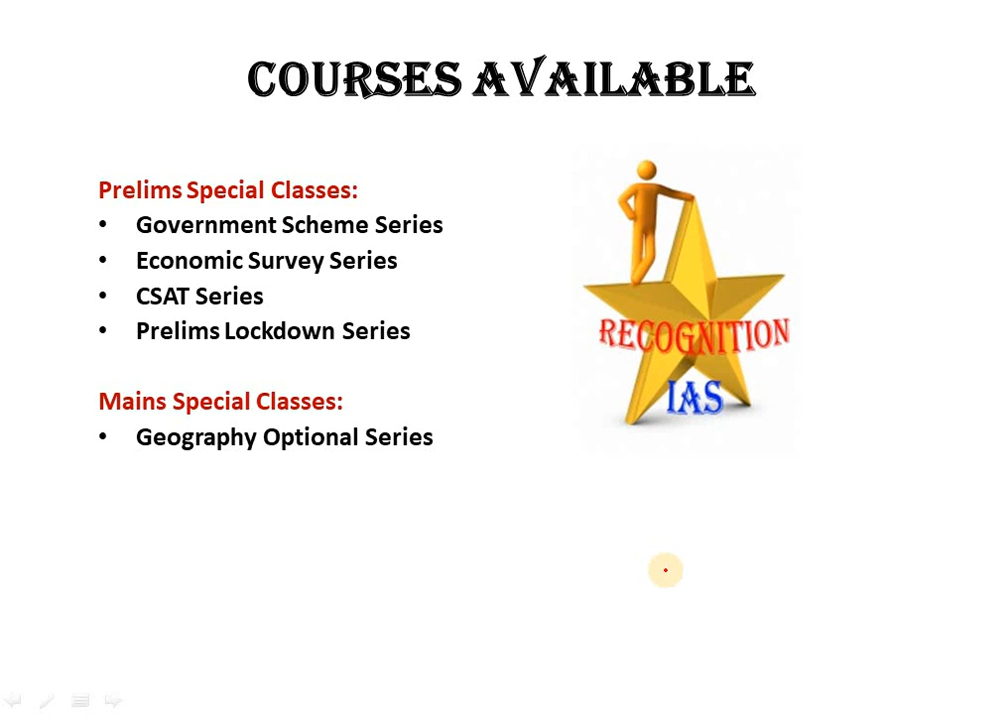 COURSES AVAILABLE
Prelims Special Classes:
• Government Scheme Series
• Economic Survey Series
• CSAT Series
• Prelims Lockdown Series
Mains Special Classes:
• Geography Optional Series
RECOGNITION
IAS